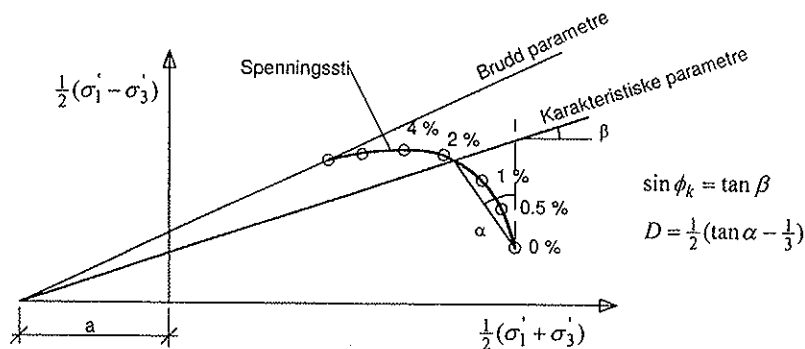 Brudd parametre
Spenningssti
½(σ₁' − σ₃')
Karakteristiske parametre
4 %
2 %
β
1 %
0.5 %
α
0 %
sin ϕₖ = tan β
D = ½(tan α − ⅓)
a
½(σ₁' + σ₃')